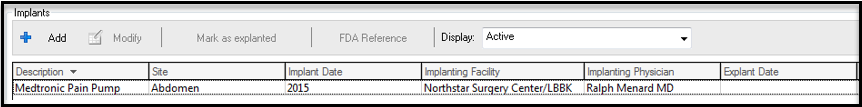 Implants
Add Modify Mark as explanted FDA Reference Display: Active
Description Site Implant Date Implanting Facility Implanting Physician Explant Date
Medtronic Pain Pump Abdomen 2015 Northstar Surgery Center/LBBK Ralph Menard MD